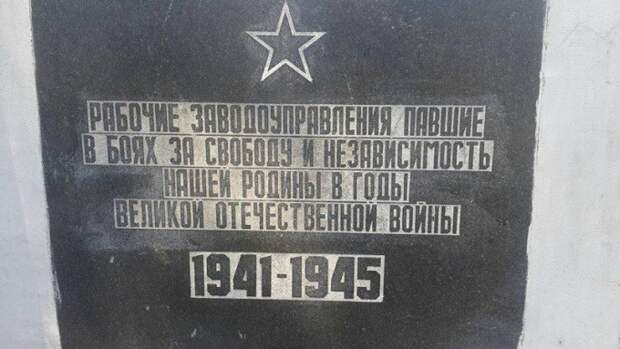 РАБОЧИЕ ЗАВОДОУПРАВЛЕНИЯ ПАВШИЕ
В БОЯХ ЗА СВОБОДУ И НЕЗАВИСИМОСТЬ
НАШЕЙ РОДИНЫ В ГОДЫ
ВЕЛИКОЙ ОТЕЧЕСТВЕННОЙ ВОЙНЫ
1941-1945